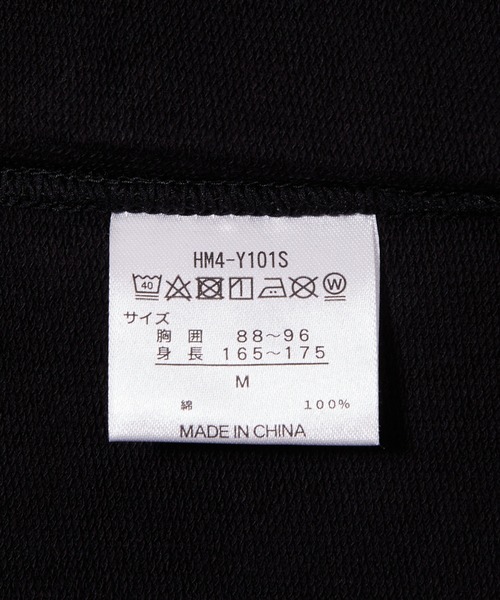 HM4-Y101S
40 W
サイズ
胸囲 88～96
身長 165～175
M
綿 100%
MADE IN CHINA